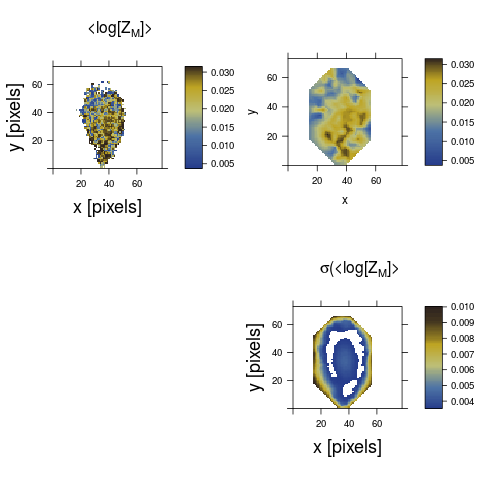 <log[Z_M]>
60
40
20
20 40 60
y [pixels]
x [pixels]
0.030
0.025
0.020
0.015
0.010
0.005
60
40
20
20 40 60
y
x
0.030
0.025
0.020
0.015
0.010
0.005
σ(<log[Z_M]>
60
40
20
20 40 60
y [pixels]
x [pixels]
0.010
0.009
0.008
0.007
0.006
0.005
0.004